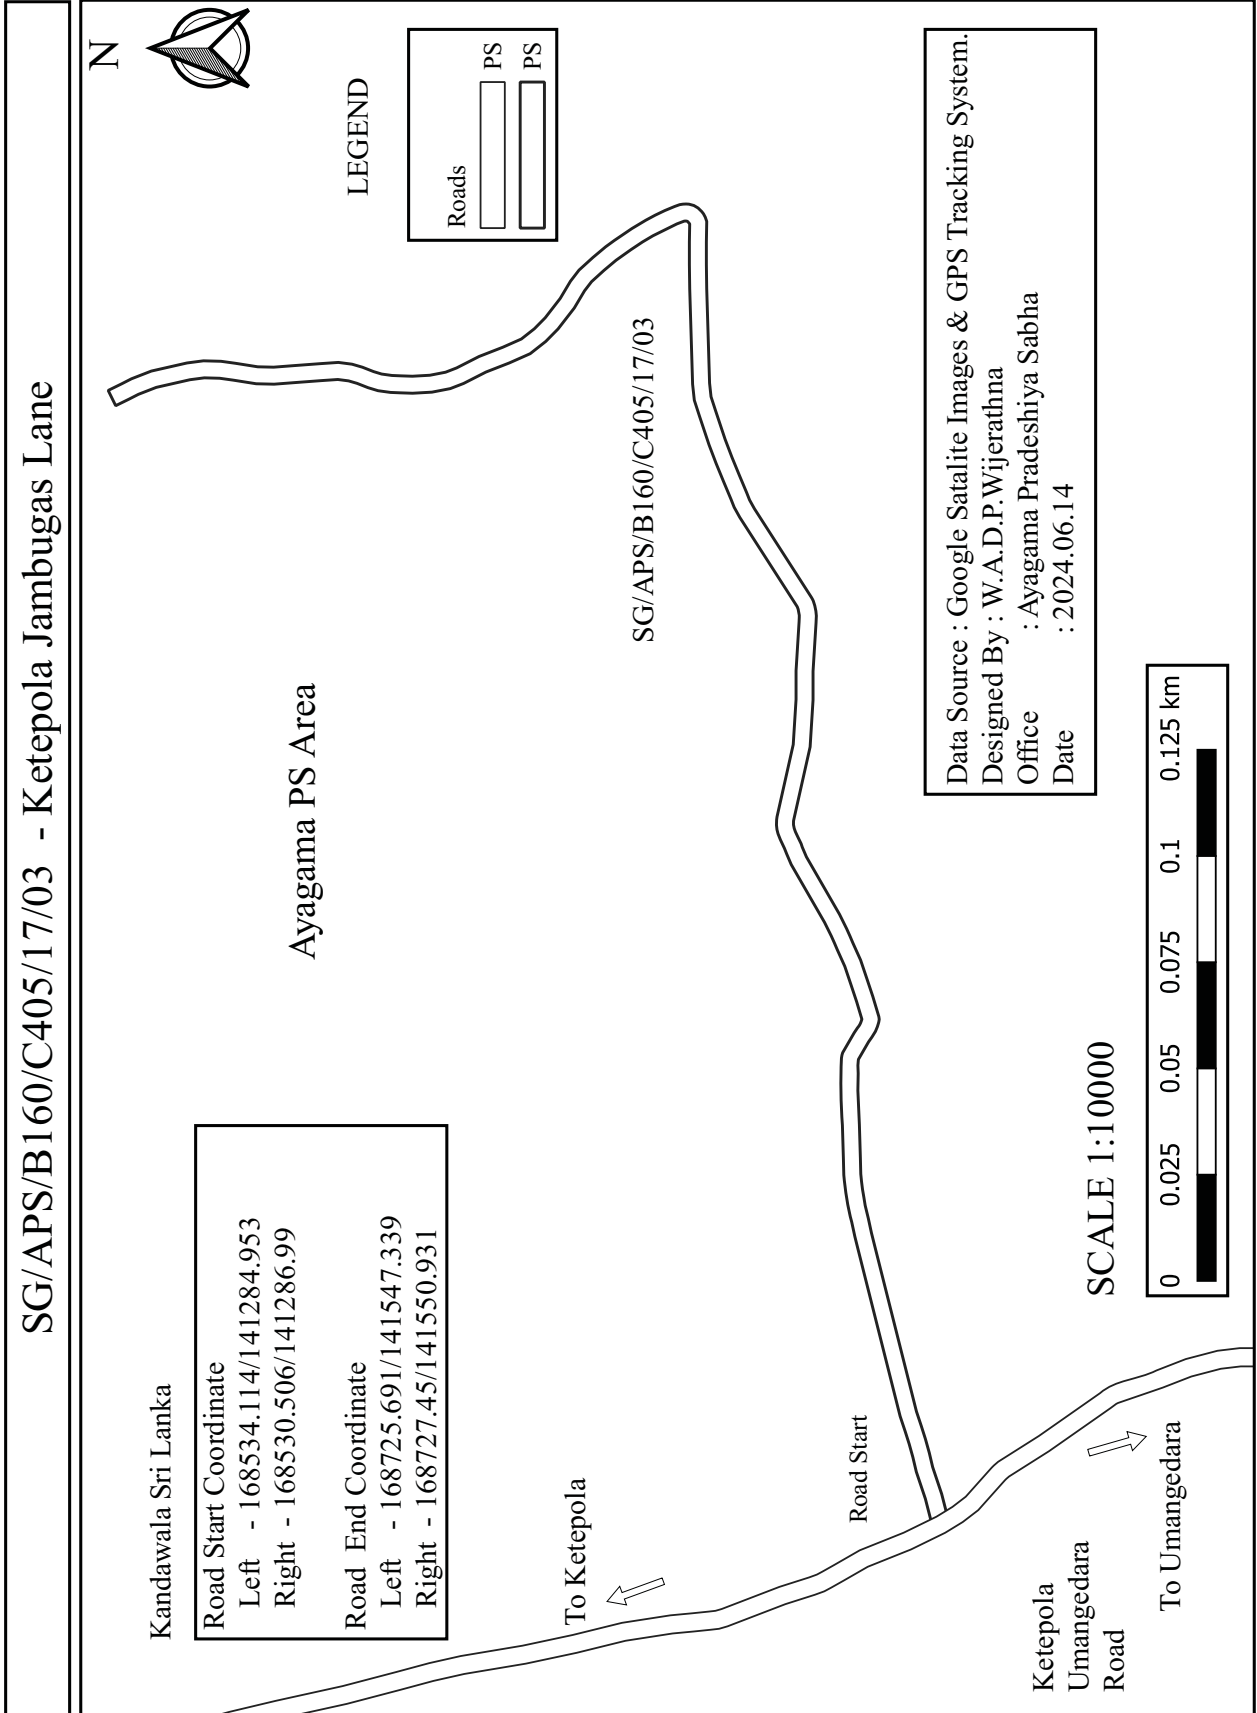 SG/APS/B160/C405/17/03 - Ketepola Jambugas Lane
N
Kandawala Sri Lanka
Road Start Coordinate
Left - 168534.114/141284.953
Right - 168530.506/141286.99
Road End Coordinate
Left - 168725.691/141547.339
Right - 168727.45/141550.931
Ayagama PS Area
LEGEND
Roads
PS
PS
To Ketepola
SG/APS/B160/C405/17/03
Road Start
Data Source : Google Satalite Images & GPS Tracking System.
Designed By : W.A.D.P.Wijerathna
Office : Ayagama Pradeshiya Sabha
Date : 2024.06.14
Ketepola
Umangedara
Road
To Umangedara
SCALE 1:10000
0 0.025 0.05 0.075 0.1 0.125 km